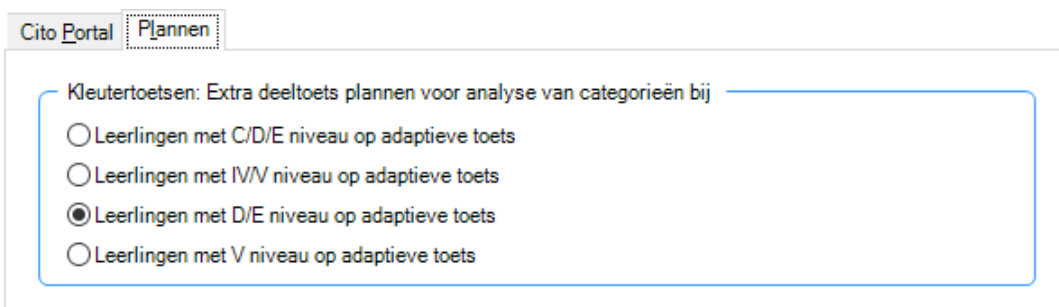 Cito Portal Plannen
Kleutertoetsen: Extra deeltoets plannen voor analyse van categorieën bij
Leerlingen met C/D/E niveau op adaptieve toets
Leerlingen met IV/V niveau op adaptieve toets
Leerlingen met D/E niveau op adaptieve toets
Leerlingen met V niveau op adaptieve toets